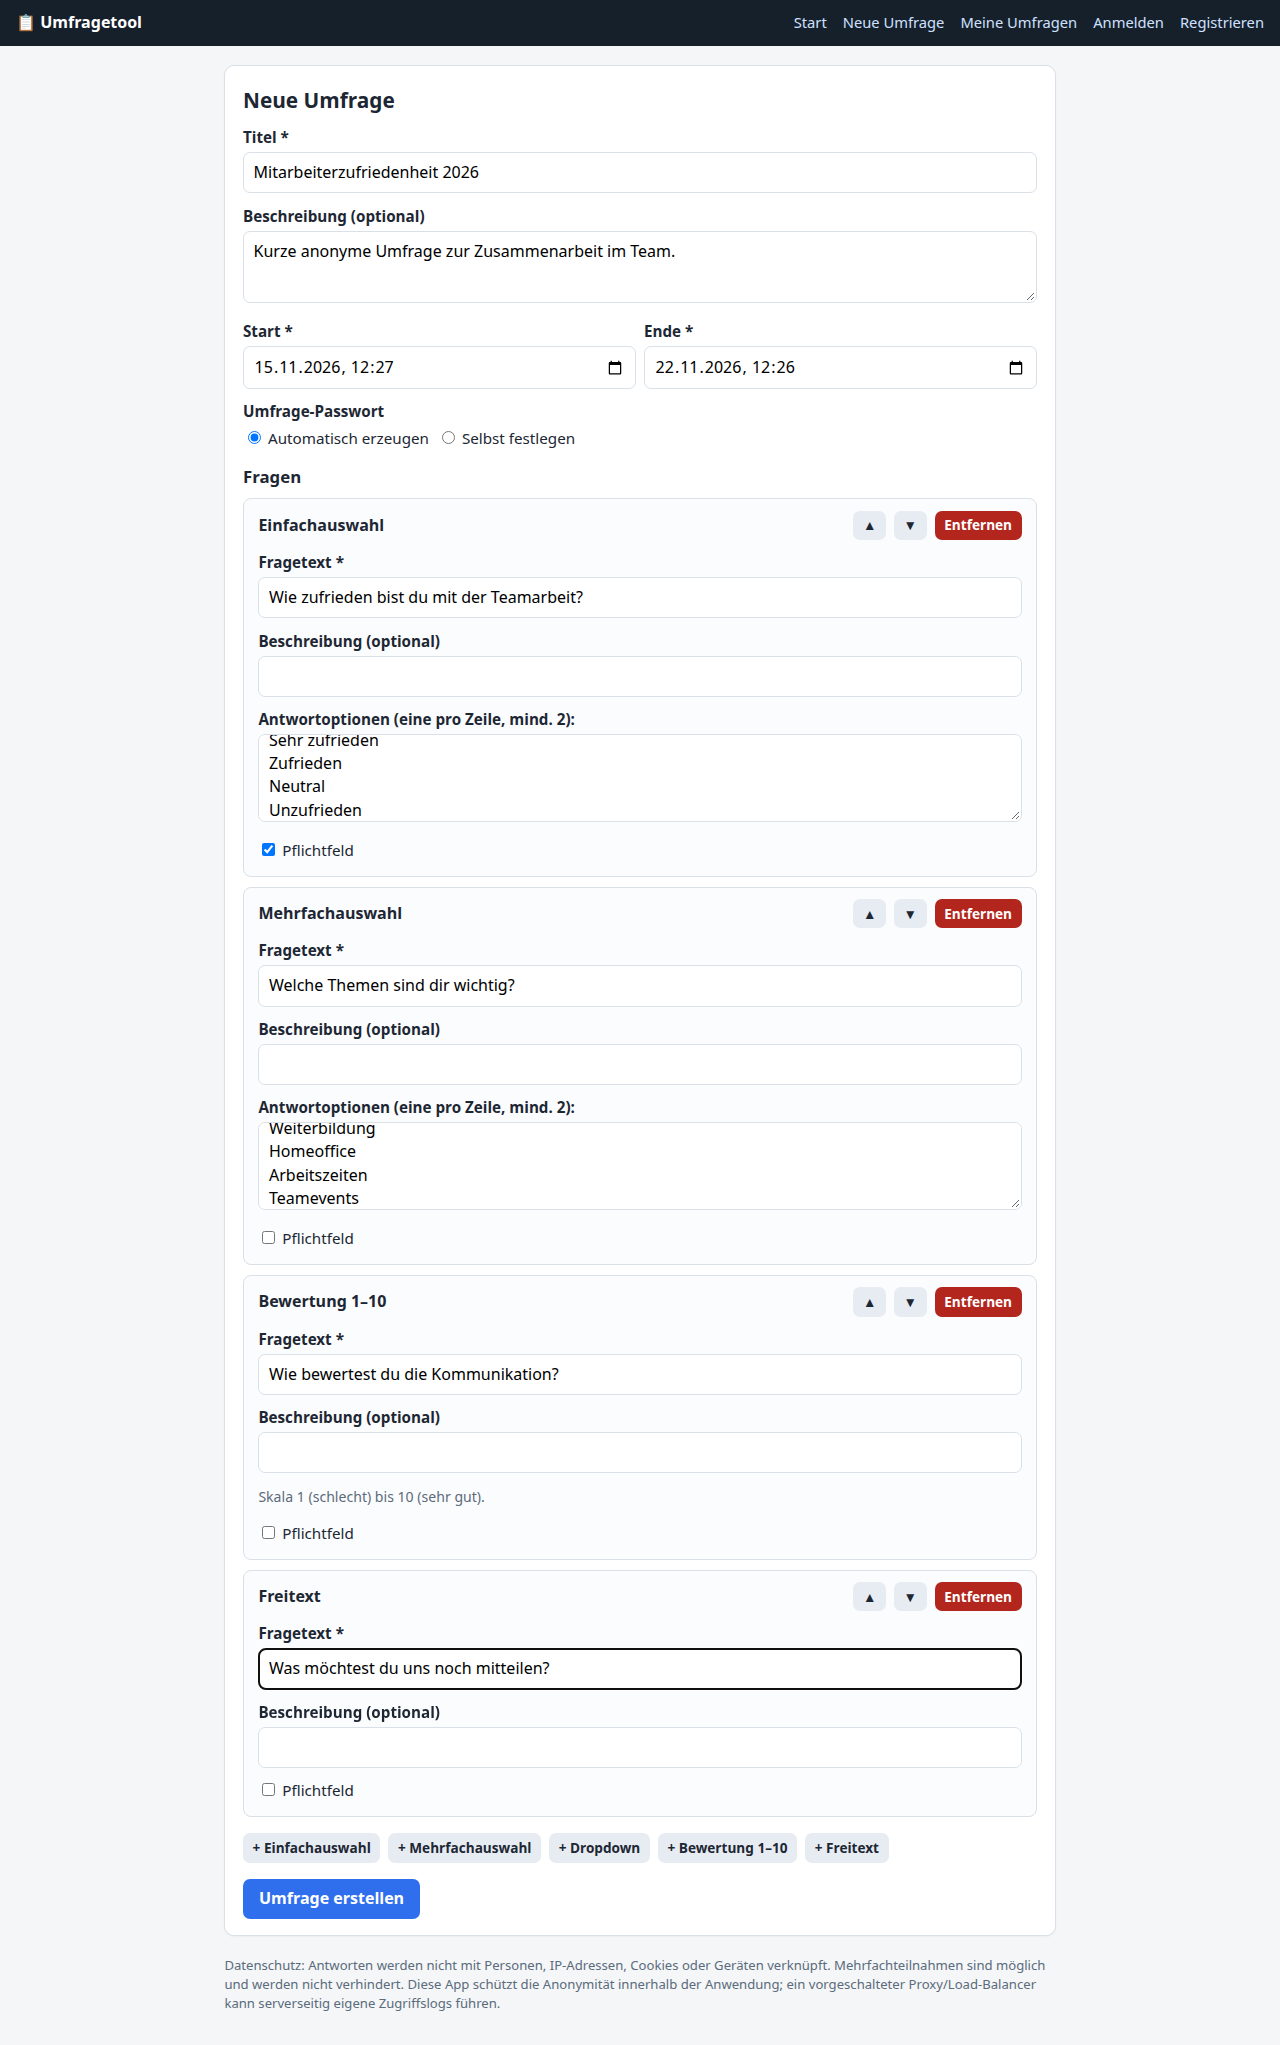 📋 Umfragetool
Start Neue Umfrage Meine Umfragen Anmelden Registrieren
Neue Umfrage
Titel *
Mitarbeiterzufriedenheit 2026
Beschreibung (optional)
Kurze anonyme Umfrage zur Zusammenarbeit im Team.
Start * Ende *
15.11.2026, 12:27 22.11.2026, 12:26
Umfrage-Passwort
Automatisch erzeugen Selbst festlegen
Fragen
Einfachauswahl ▲ ▼ Entfernen
Fragetext *
Wie zufrieden bist du mit der Teamarbeit?
Beschreibung (optional)
Antwortoptionen (eine pro Zeile, mind. 2):
Sehr zufrieden
Zufrieden
Neutral
Unzufrieden
Pflichtfeld
Mehrfachauswahl ▲ ▼ Entfernen
Fragetext *
Welche Themen sind dir wichtig?
Beschreibung (optional)
Antwortoptionen (eine pro Zeile, mind. 2):
Weiterbildung
Homeoffice
Arbeitszeiten
Teamevents
Pflichtfeld
Bewertung 1–10 ▲ ▼ Entfernen
Fragetext *
Wie bewertest du die Kommunikation?
Beschreibung (optional)
Skala 1 (schlecht) bis 10 (sehr gut).
Pflichtfeld
Freitext ▲ ▼ Entfernen
Fragetext *
Was möchtest du uns noch mitteilen?
Beschreibung (optional)
Pflichtfeld
+ Einfachauswahl + Mehrfachauswahl + Dropdown + Bewertung 1–10 + Freitext
Umfrage erstellen
Datenschutz: Antworten werden nicht mit Personen, IP-Adressen, Cookies oder Geräten verknüpft. Mehrfachteilnahmen sind möglich
und werden nicht verhindert. Diese App schützt die Anonymität innerhalb der Anwendung; ein vorgeschalteter Proxy/Load-Balancer
kann serverseitig eigene Zugriffslogs führen.